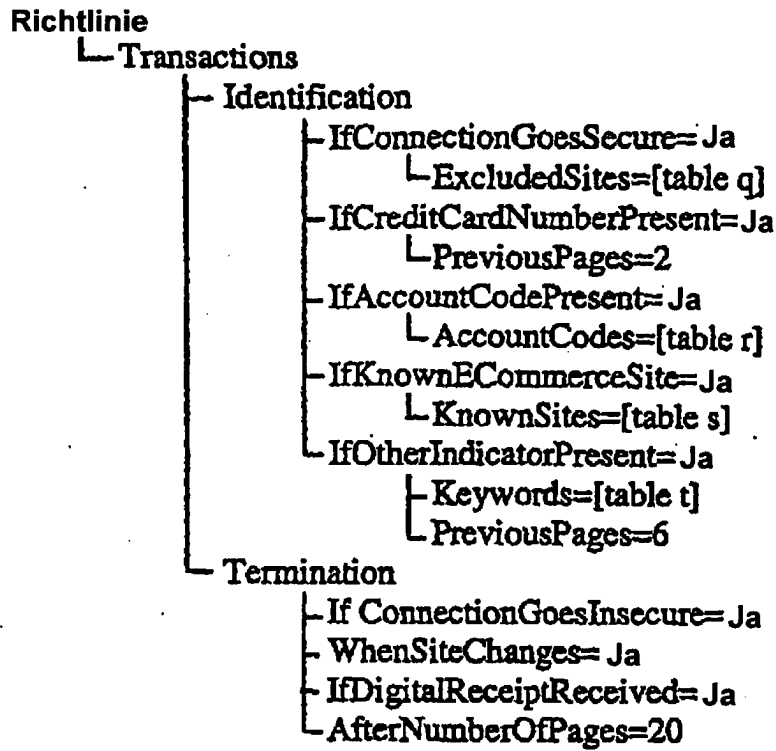 Richtlinie
Transactions
Identification
IfConnectionGoesSecure= Ja
ExcludedSites=[table q]
IfCreditCardNumberPresent=Ja
PreviousPages=2
IfAccountCodePresent= Ja
AccountCodes=[table r]
IfKnownECommerceSite=Ja
KnownSites=[table s]
IfOtherIndicatorPresent=Ja
Keywords=[table t]
PreviousPages=6
Termination
If ConnectionGoesInsecure= Ja
WhenSiteChanges= Ja
IfDigitalReceiptReceived= Ja
AfterNumberOfPages=20